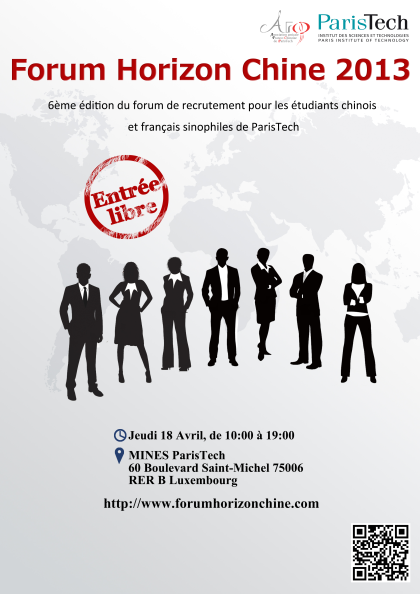 ParisTech
INSTITUT DES SCIENCES ET TECHNOLOGIES
PARIS INSTITUTE OF TECHNOLOGY
Forum Horizon Chine 2013
6ème édition du forum de recrutement pour les étudiants chinois
et français sinophiles de ParisTech
Entrée
libre
Jeudi 18 Avril, de 10:00 à 19:00
MINES ParisTech
60 Boulevard Saint-Michel 75006
RER B Luxembourg
http://www.forumhorizonchine.com